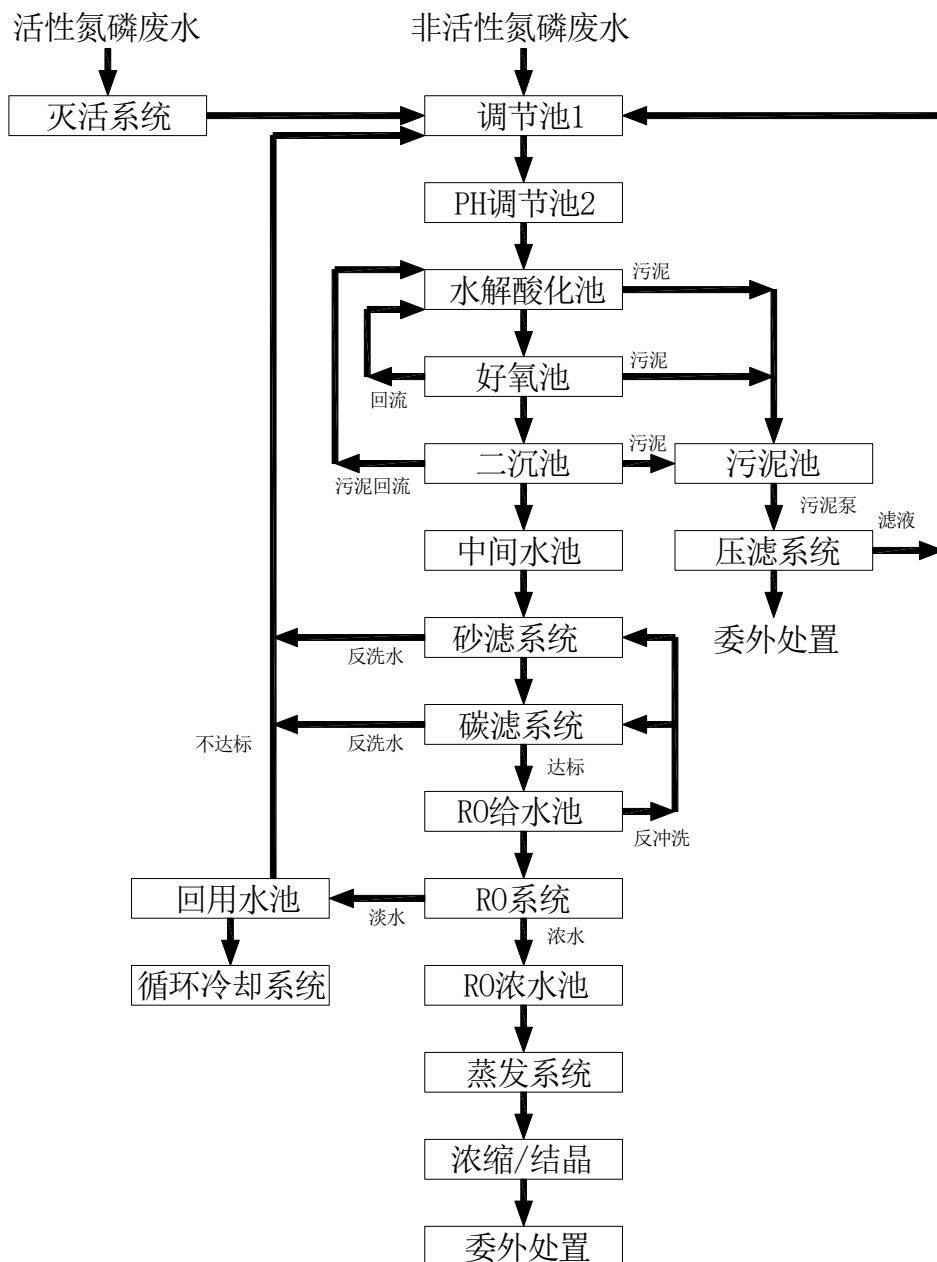 活性氮磷废水
非活性氮磷废水
灭活系统
调节池1
PH调节池2
水解酸化池
污泥
好氧池
污泥
回流
二沉池
污泥
污泥池
污泥回流
污泥泵
滤液
中间水池
压滤系统
砂滤系统
委外处置
反洗水
碳滤系统
不达标
反洗水
达标
RO给水池
反冲洗
回用水池
淡水
RO系统
浓水
循环冷却系统
RO浓水池
蒸发系统
浓缩/结晶
委外处置